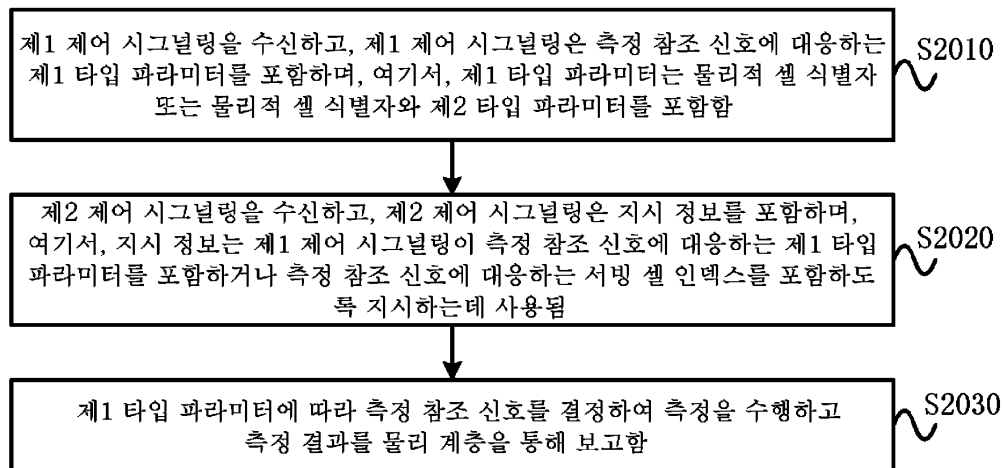 제1 제어 시그널링을 수신하고, 제1 제어 시그널링은 측정 참조 신호에 대응하는
제1 타입 파라미터를 포함하며, 여기서, 제1 타입 파라미터는 물리적 셀 식별자
또는 물리적 셀 식별자와 제2 타입 파라미터를 포함함
S2010
제2 제어 시그널링을 수신하고, 제2 제어 시그널링은 지시 정보를 포함하며,
여기서, 지시 정보는 제1 제어 시그널링이 측정 참조 신호에 대응하는 제1 타입
파라미터를 포함하거나 측정 참조 신호에 대응하는 서빙 셀 인덱스를 포함하도
록 지시하는데 사용됨
S2020
제1 타입 파라미터에 따라 측정 참조 신호를 결정하여 측정을 수행하고
측정 결과를 물리 계층을 통해 보고함
S2030